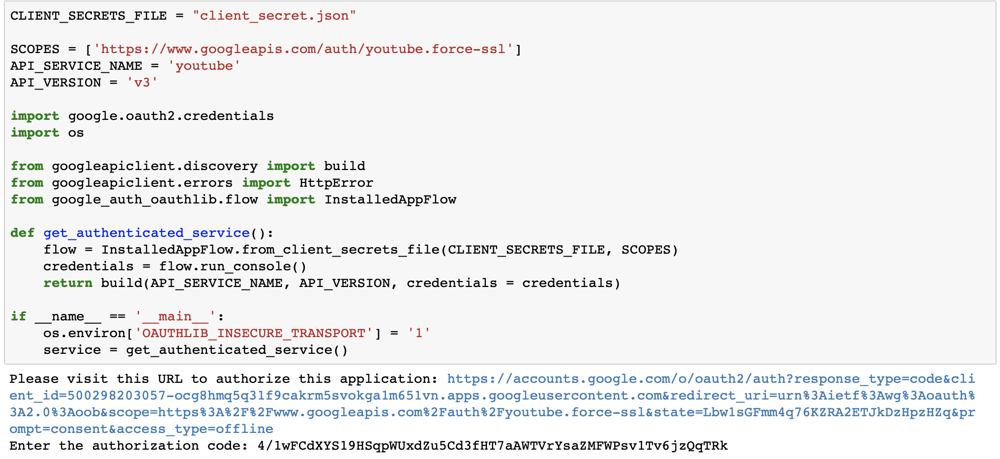 CLIENT_SECRETS_FILE = "client_secret.json"
SCOPES = ['https://www.googleapis.com/auth/youtube.force-ssl']
API_SERVICE_NAME = 'youtube'
API_VERSION = 'v3'
import google.oauth2.credentials
import os
from googleapiclient.discovery import build
from googleapiclient.errors import HttpError
from google_auth_oauthlib.flow import InstalledAppFlow
def get_authenticated_service():
    flow = InstalledAppFlow.from_client_secrets_file(CLIENT_SECRETS_FILE, SCOPES)
    credentials = flow.run_console()
    return build(API_SERVICE_NAME, API_VERSION, credentials = credentials)
if __name__ == '__main__':
    os.environ['OAUTHLIB_INSECURE_TRANSPORT'] = '1'
    service = get_authenticated_service()
Please visit this URL to authorize this application: https://accounts.google.com/o/oauth2/auth?response_type=code&cli
ent_id=500298203057-ocg8hmq5q31f9cakrm5svokga1m651vn.apps.googleusercontent.com&redirect_uri=urn%3Aietf%3Awg%3Aoauth%
3A2.0%3Aoob&scope=https%3A%2F%2Fwww.googleapis.com%2Fauth%2Fyoutube.force-ssl&state=Lbw1sGFmm4q76KZRA2ETJkDzHpzHZq&pr
ompt=consent&access_type=offline
Enter the authorization code: 4/1wFCdXYS19HSqpWUxdZu5Cd3fHT7aAWTVrYsaZMFWPsv1Tv6jzQqTRk